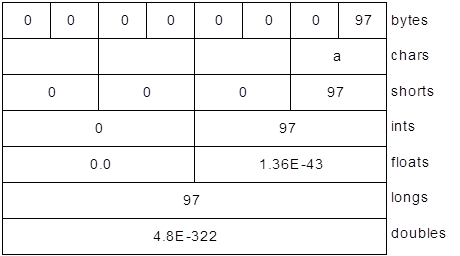 0 0 0 0 0 0 0 97 bytes
a chars
0 0 0 97 shorts
0 97 ints
0.0 1.36E-43 floats
97 longs
4.8E-322 doubles